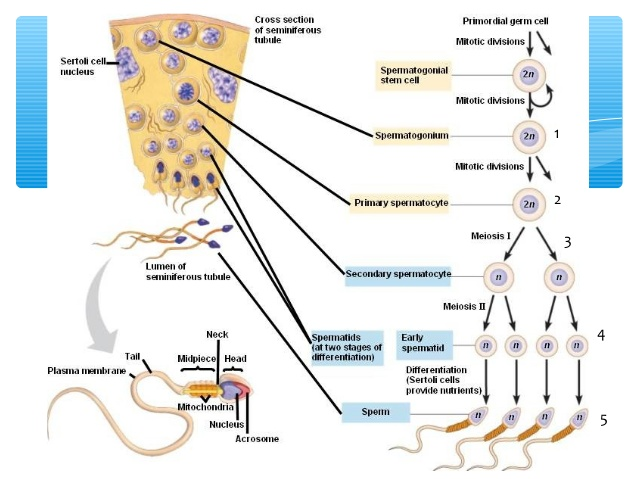 Cross section
of seminiferous
tubule
Sertoli cell
nucleus
Primordial germ cell
Mitotic divisions
Spermatogonial
stem cell
2n
Mitotic divisions
Spermatogonium
2n
1
Mitotic divisions
Primary spermatocyte
2n
2
Meiosis I
3
Lumen of
seminiferous tubule
Secondary spermatocyte
n
n
Meiosis II
Neck
Tail
Midpiece
Head
Plasma membrane
Mitochondria
Nucleus
Acrosome
Spermatids
(at two stages of
differentiation)
Early
spermatid
n
n
n
n
4
Differentiation
(Sertoli cells
provide nutrients)
Sperm
n
n
n
n
5